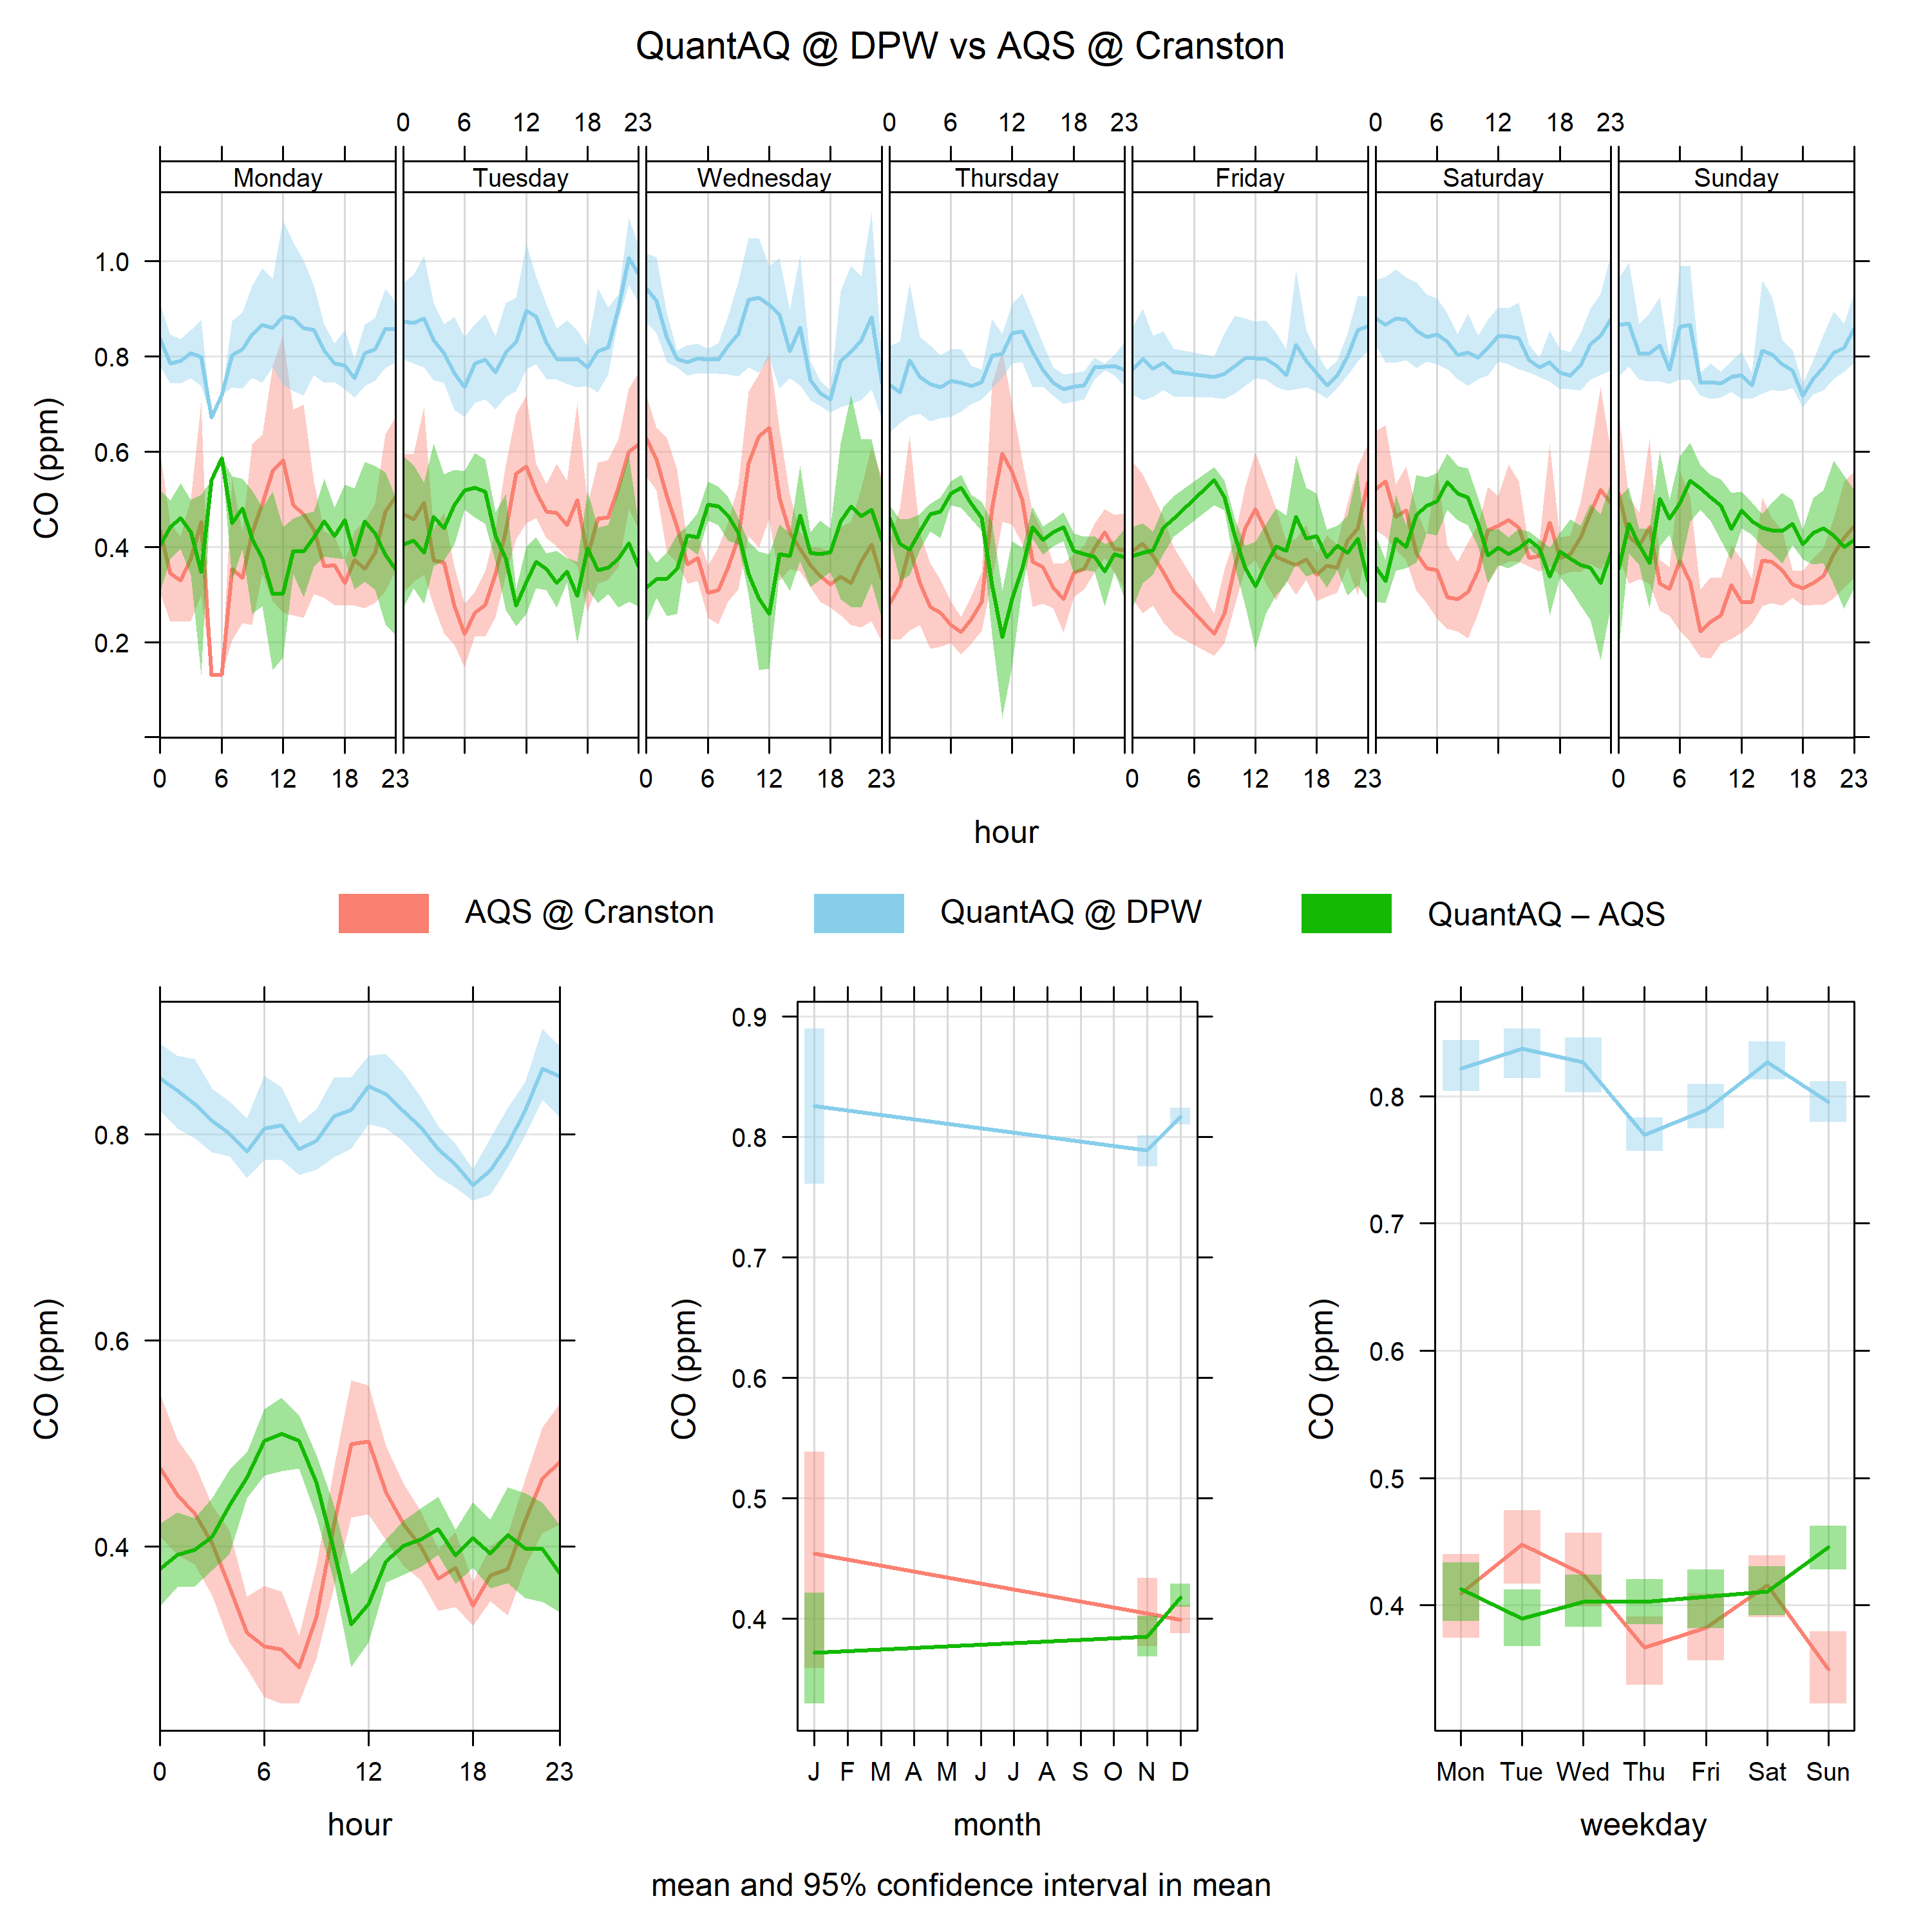 QuantAQ @ DPW vs AQS @ Cranston
0 6 12 18 23 0 6 12 18 23 0 6 12 18 23
Monday Tuesday Wednesday Thursday Friday Saturday Sunday
1.0
0.8
0.6
0.4
0.2
CO (ppm)
0 6 12 18 23 0 6 12 18 23 0 6 12 18 23 0 6 12 18 23
hour
AQS @ Cranston QuantAQ @ DPW QuantAQ – AQS
0.8
0.6
0.4
CO (ppm)
0 6 12 18 23
hour
0.9
0.8
0.7
0.6
0.5
0.4
CO (ppm)
J F M A M J J A S O N D
month
0.8
0.7
0.6
0.5
0.4
CO (ppm)
Mon Tue Wed Thu Fri Sat Sun
weekday
mean and 95% confidence interval in mean